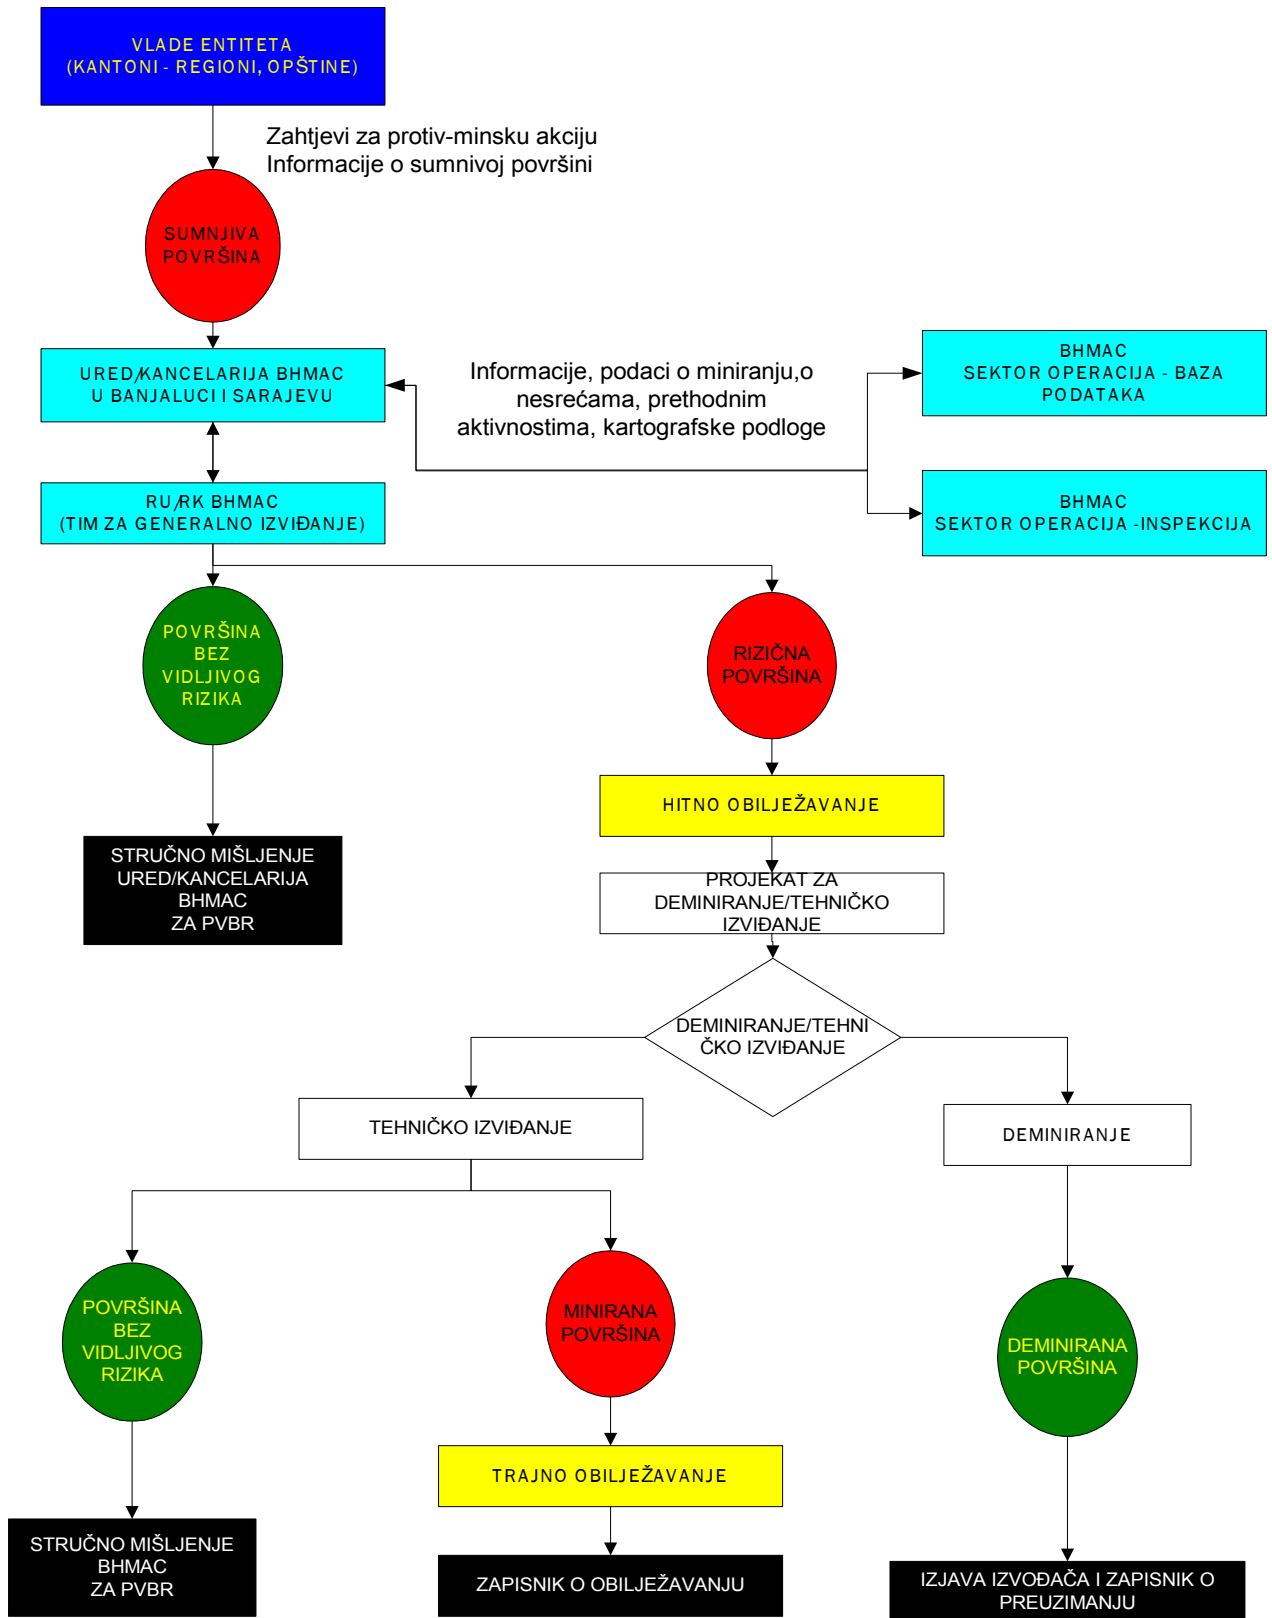 VLADE ENTITETA
(KANTONI - REGIONI, OPŠTINE)
Zahtjevi za protiv-minsku akciju
Informacije o sumnivoj površini
SUMNJIVA
POVRŠINA
URED/KANCELARIJA BHMAC
U BANJALUCI I SARAJEVU
Informacije, podaci o miniranju,o
nesrećama, prethodnim
aktivnostima, kartografske podloge
BHMAC
SEKTOR OPERACIJA - BAZA
PODATAKA
RU/RK BHMAC
(TIM ZA GENERALNO IZVIĐANJE)
BHMAC
SEKTOR OPERACIJA -INSPEKCIJA
POVRŠINA
BEZ
VIDLJIVOG
RIZIKA
RIZIČNA
POVRŠINA
HITNO OBILJEŽAVANJE
STRUČNO MIŠLJENJE
URED/KANCELARIJA
BHMAC
ZA PVBR
PROJEKAT ZA
DEMINIRANJE/TEHNIČKO
IZVIĐANJE
DEMINIRANJE/TEHNI
ČKO IZVIĐANJE
TEHNIČKO IZVIĐANJE
DEMINIRANJE
POVRŠINA
BEZ
VIDLJIVOG
RIZIKA
MINIRANA
POVRŠINA
DEMINIRANA
POVRŠINA
TRAJNO OBILJEŽAVANJE
STRUČNO MIŠLJENJE
BHMAC
ZA PVBR
ZAPISNIK O OBILJEŽAVANJU
IZJAVA IZVOĐAČA I ZAPISNIK O
PREUZIMANJU